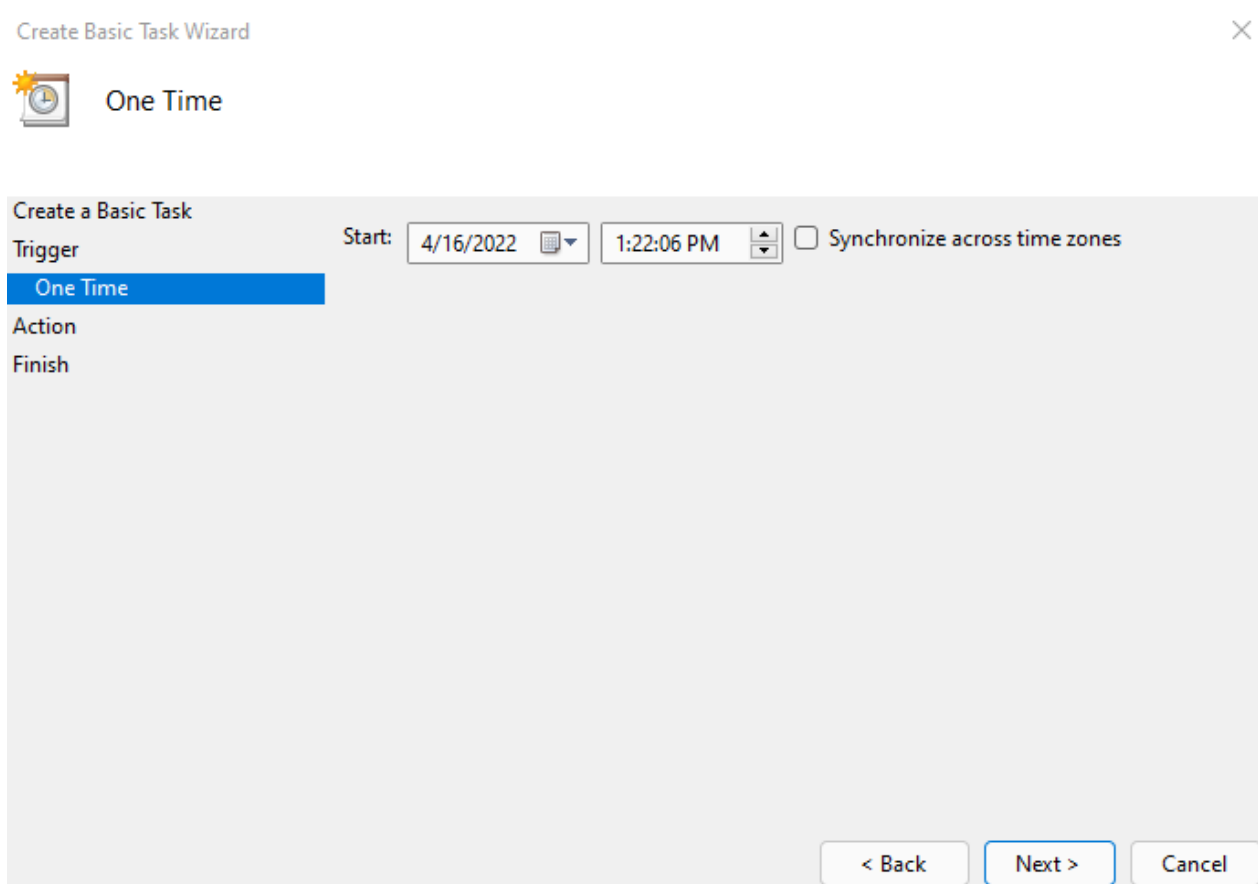 Create Basic Task Wizard
One Time
Create a Basic Task
Trigger
One Time
Action
Finish
Start: 4/16/2022 1:22:06 PM Synchronize across time zones
< Back Next > Cancel